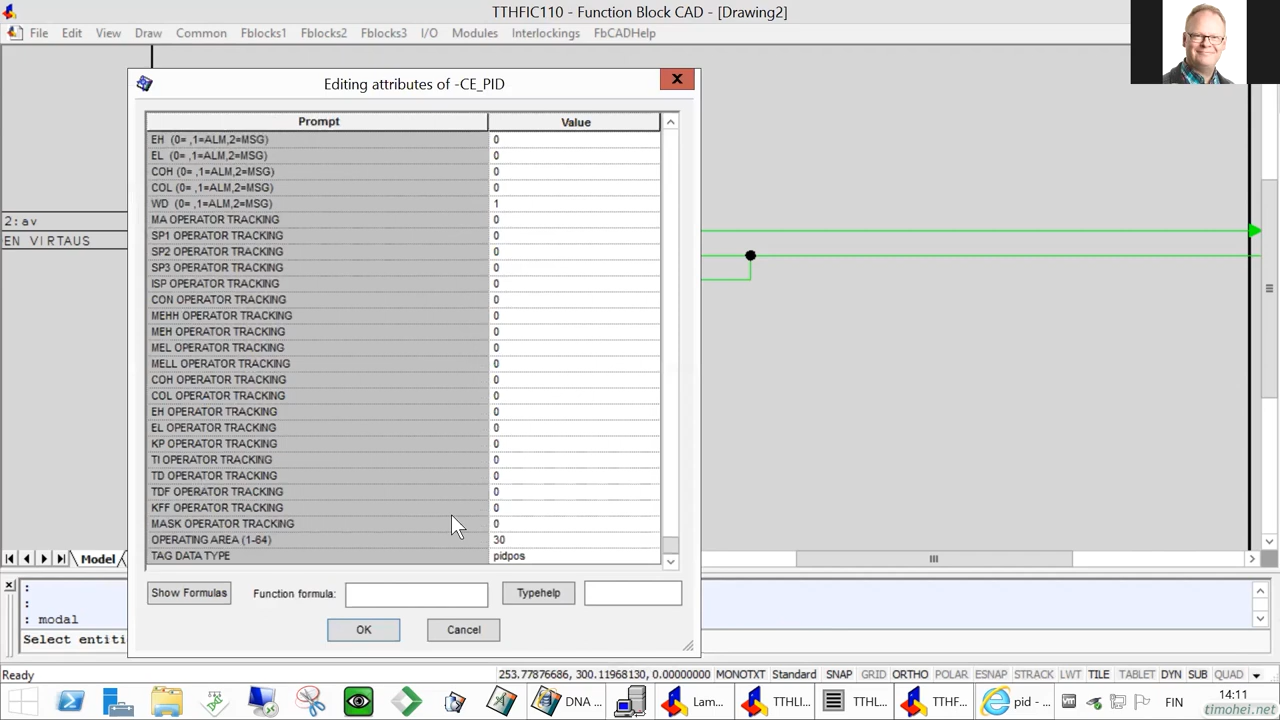 TTHFIC110 - Function Block CAD - [Drawing2]
File Edit View Draw Common Fblocks1 Fblocks2 Fblocks3 I/O Modules Interlockings FbCADHelp
Editing attributes of -CE_PID
X
Prompt Value
EH (0= ,1=ALM,2=MSG) 0
EL (0= ,1=ALM,2=MSG) 0
COH (0= ,1=ALM,2=MSG) 0
COL (0= ,1=ALM,2=MSG) 0
WD (0= ,1=ALM,2=MSG) 1
MA OPERATOR TRACKING 0
SP1 OPERATOR TRACKING 0
SP2 OPERATOR TRACKING 0
SP3 OPERATOR TRACKING 0
ISP OPERATOR TRACKING 0
CON OPERATOR TRACKING 0
MEHH OPERATOR TRACKING 0
MEH OPERATOR TRACKING 0
MEL OPERATOR TRACKING 0
MELL OPERATOR TRACKING 0
COH OPERATOR TRACKING 0
COL OPERATOR TRACKING 0
EH OPERATOR TRACKING 0
EL OPERATOR TRACKING 0
KP OPERATOR TRACKING 0
TI OPERATOR TRACKING 0
TD OPERATOR TRACKING 0
TDF OPERATOR TRACKING 0
KFF OPERATOR TRACKING 0
MASK OPERATOR TRACKING 0
OPERATING AREA (1-64) 30
TAG DATA TYPE pidpos
Show Formulas Function formula: Typehelp
OK Cancel
2:av
EN VIRTAUS
Model
:
:
: modal
Select entiti
Ready 253.77876686, 300.11968130, 0.00000000 MONOTXT Standard SNAP GRID ORTHO POLAR ESNAP STRACK LWT TILE TABLET DYN SUB QUAD
DNA ... Lam... TTHLI... TTHL... TTHF... pid - ... FIN 14:11
timohei.net